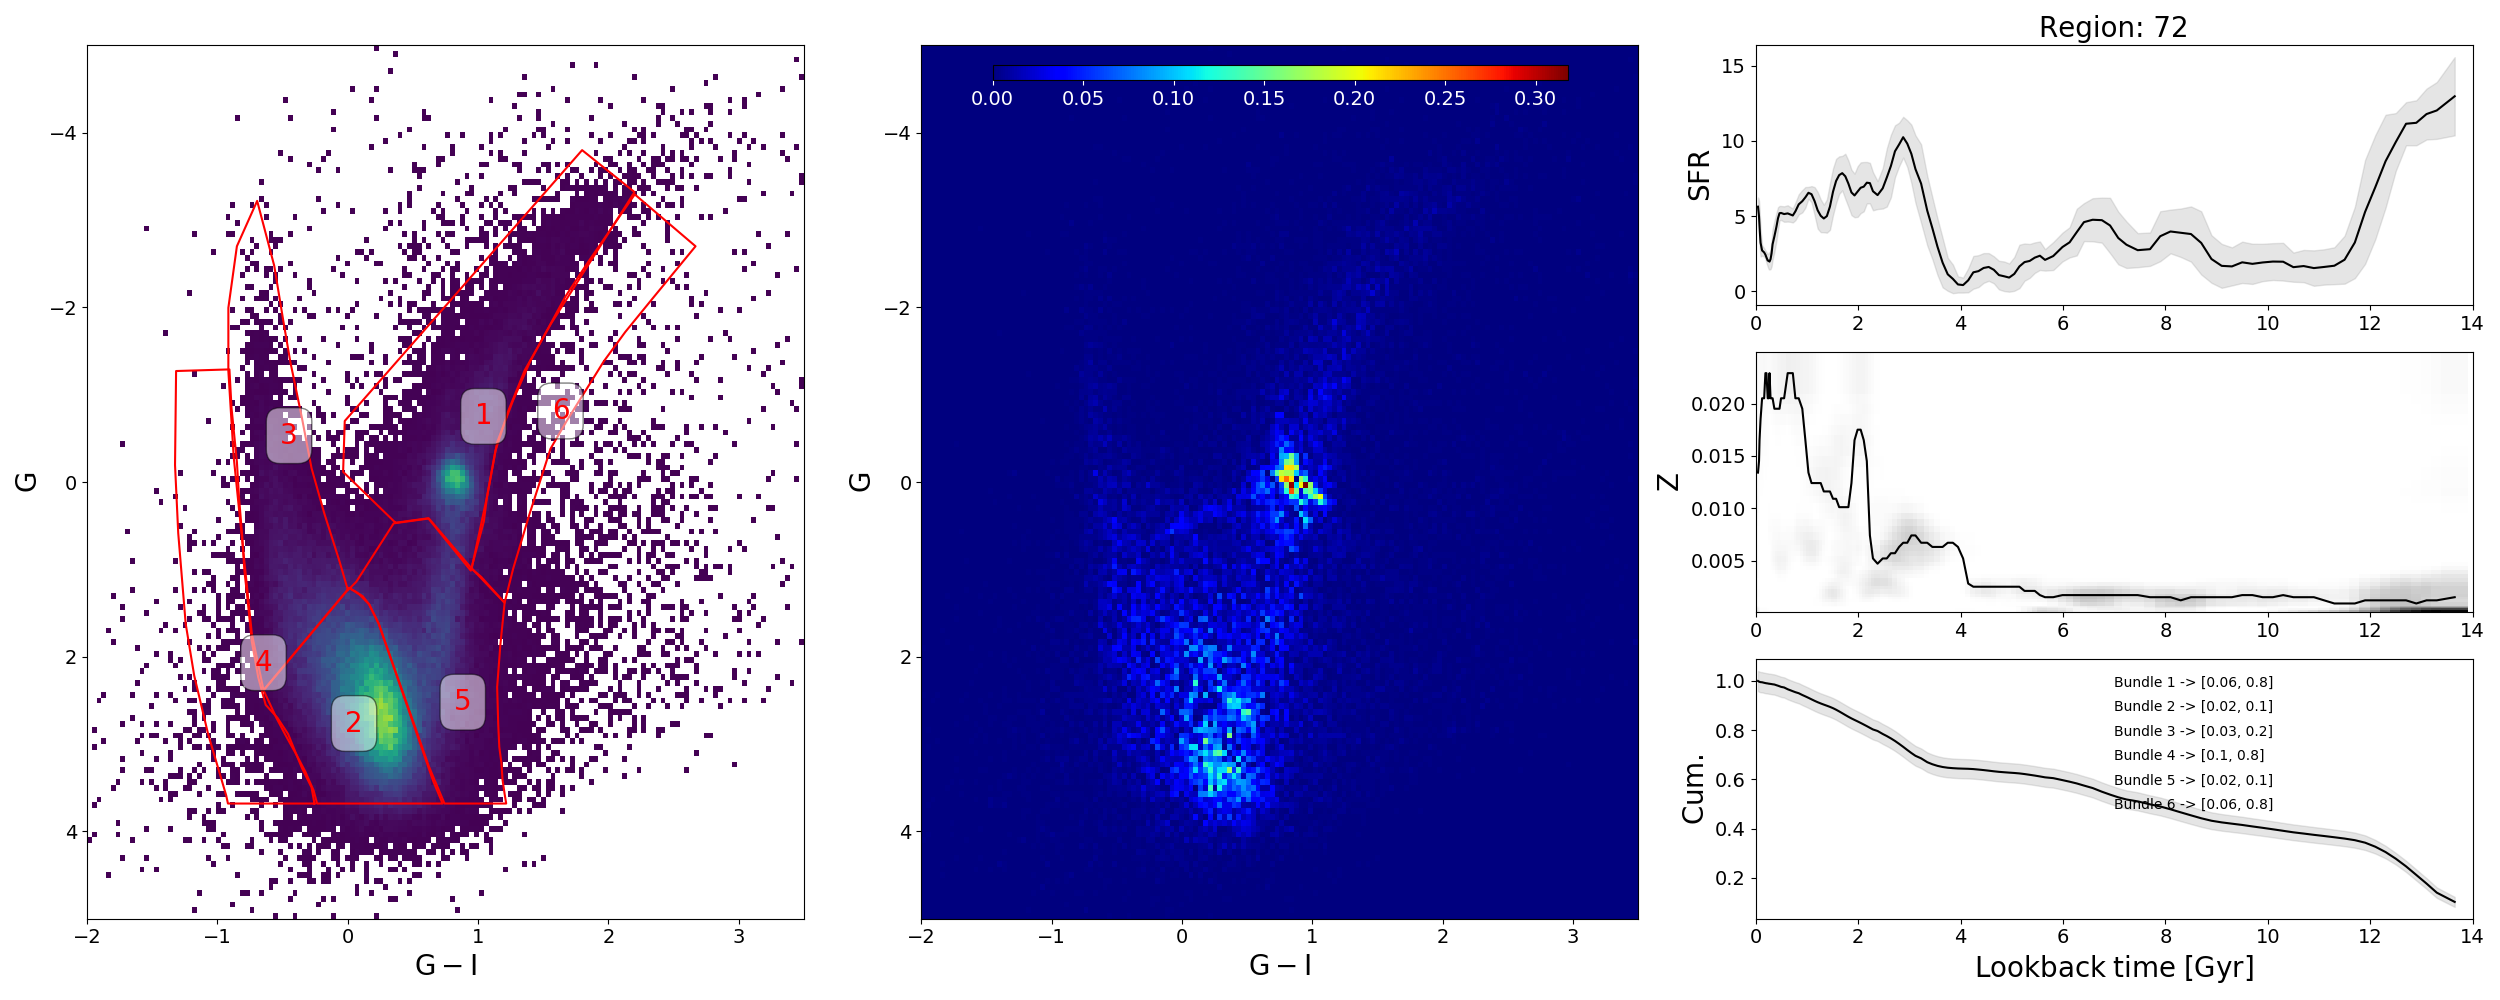 Region: 72
−4
−2
0
2
4
G
−2
−1
0
1
2
3
G − I
1
2
3
4
5
6
0.00 0.05 0.10 0.15 0.20 0.25 0.30
−4
−2
0
2
4
G
−2
−1
0
1
2
3
G − I
15
10
5
0
SFR
0 2 4 6 8 10 12 14
0.020
0.015
0.010
0.005
Z
0 2 4 6 8 10 12 14
1.0
0.8
0.6
0.4
0.2
Cum.
Bundle 1 -> [0.06, 0.8]
Bundle 2 -> [0.02, 0.1]
Bundle 3 -> [0.03, 0.2]
Bundle 4 -> [0.1, 0.8]
Bundle 5 -> [0.02, 0.1]
Bundle 6 -> [0.06, 0.8]
0 2 4 6 8 10 12 14
Lookback time [Gyr]